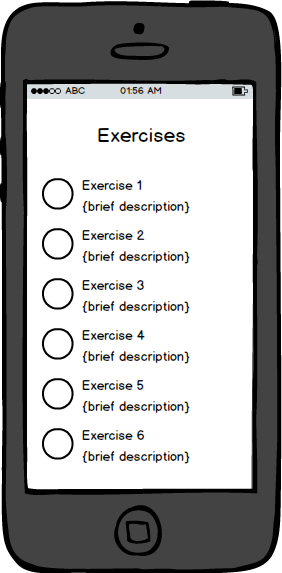 ABC 01:56 AM
Exercises
Exercise 1
{brief description}
Exercise 2
{brief description}
Exercise 3
{brief description}
Exercise 4
{brief description}
Exercise 5
{brief description}
Exercise 6
{brief description}